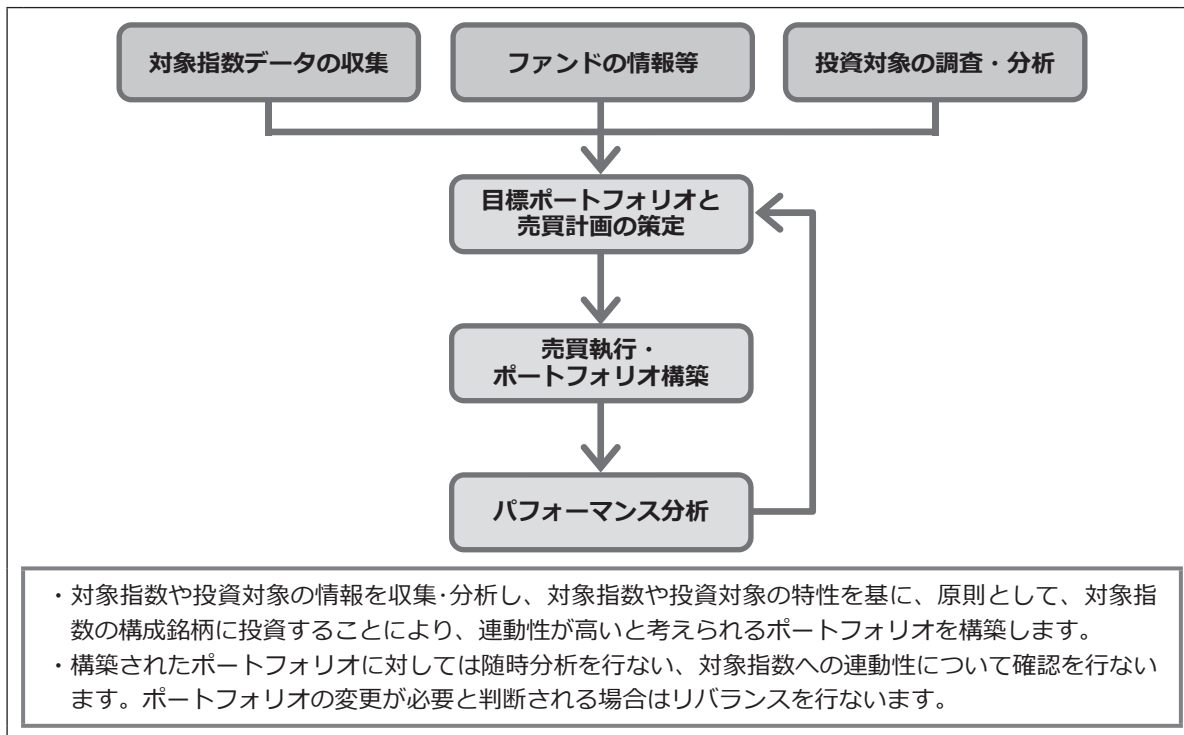 対象指数データの収集
ファンドの情報等
投資対象の調査・分析
目標ポートフォリオと
売買計画の策定
売買執行・
ポートフォリオ構築
パフォーマンス分析
・対象指数や投資対象の情報を収集・分析し、対象指数や投資対象の特性を基に、原則として、対象指
数の構成銘柄に投資することにより、連動性が高いと考えられるポートフォリオを構築します。
・構築されたポートフォリオに対しては随時分析を行ない、対象指数への連動性について確認を行ない
ます。ポートフォリオの変更が必要と判断される場合はリバランスを行ないます。